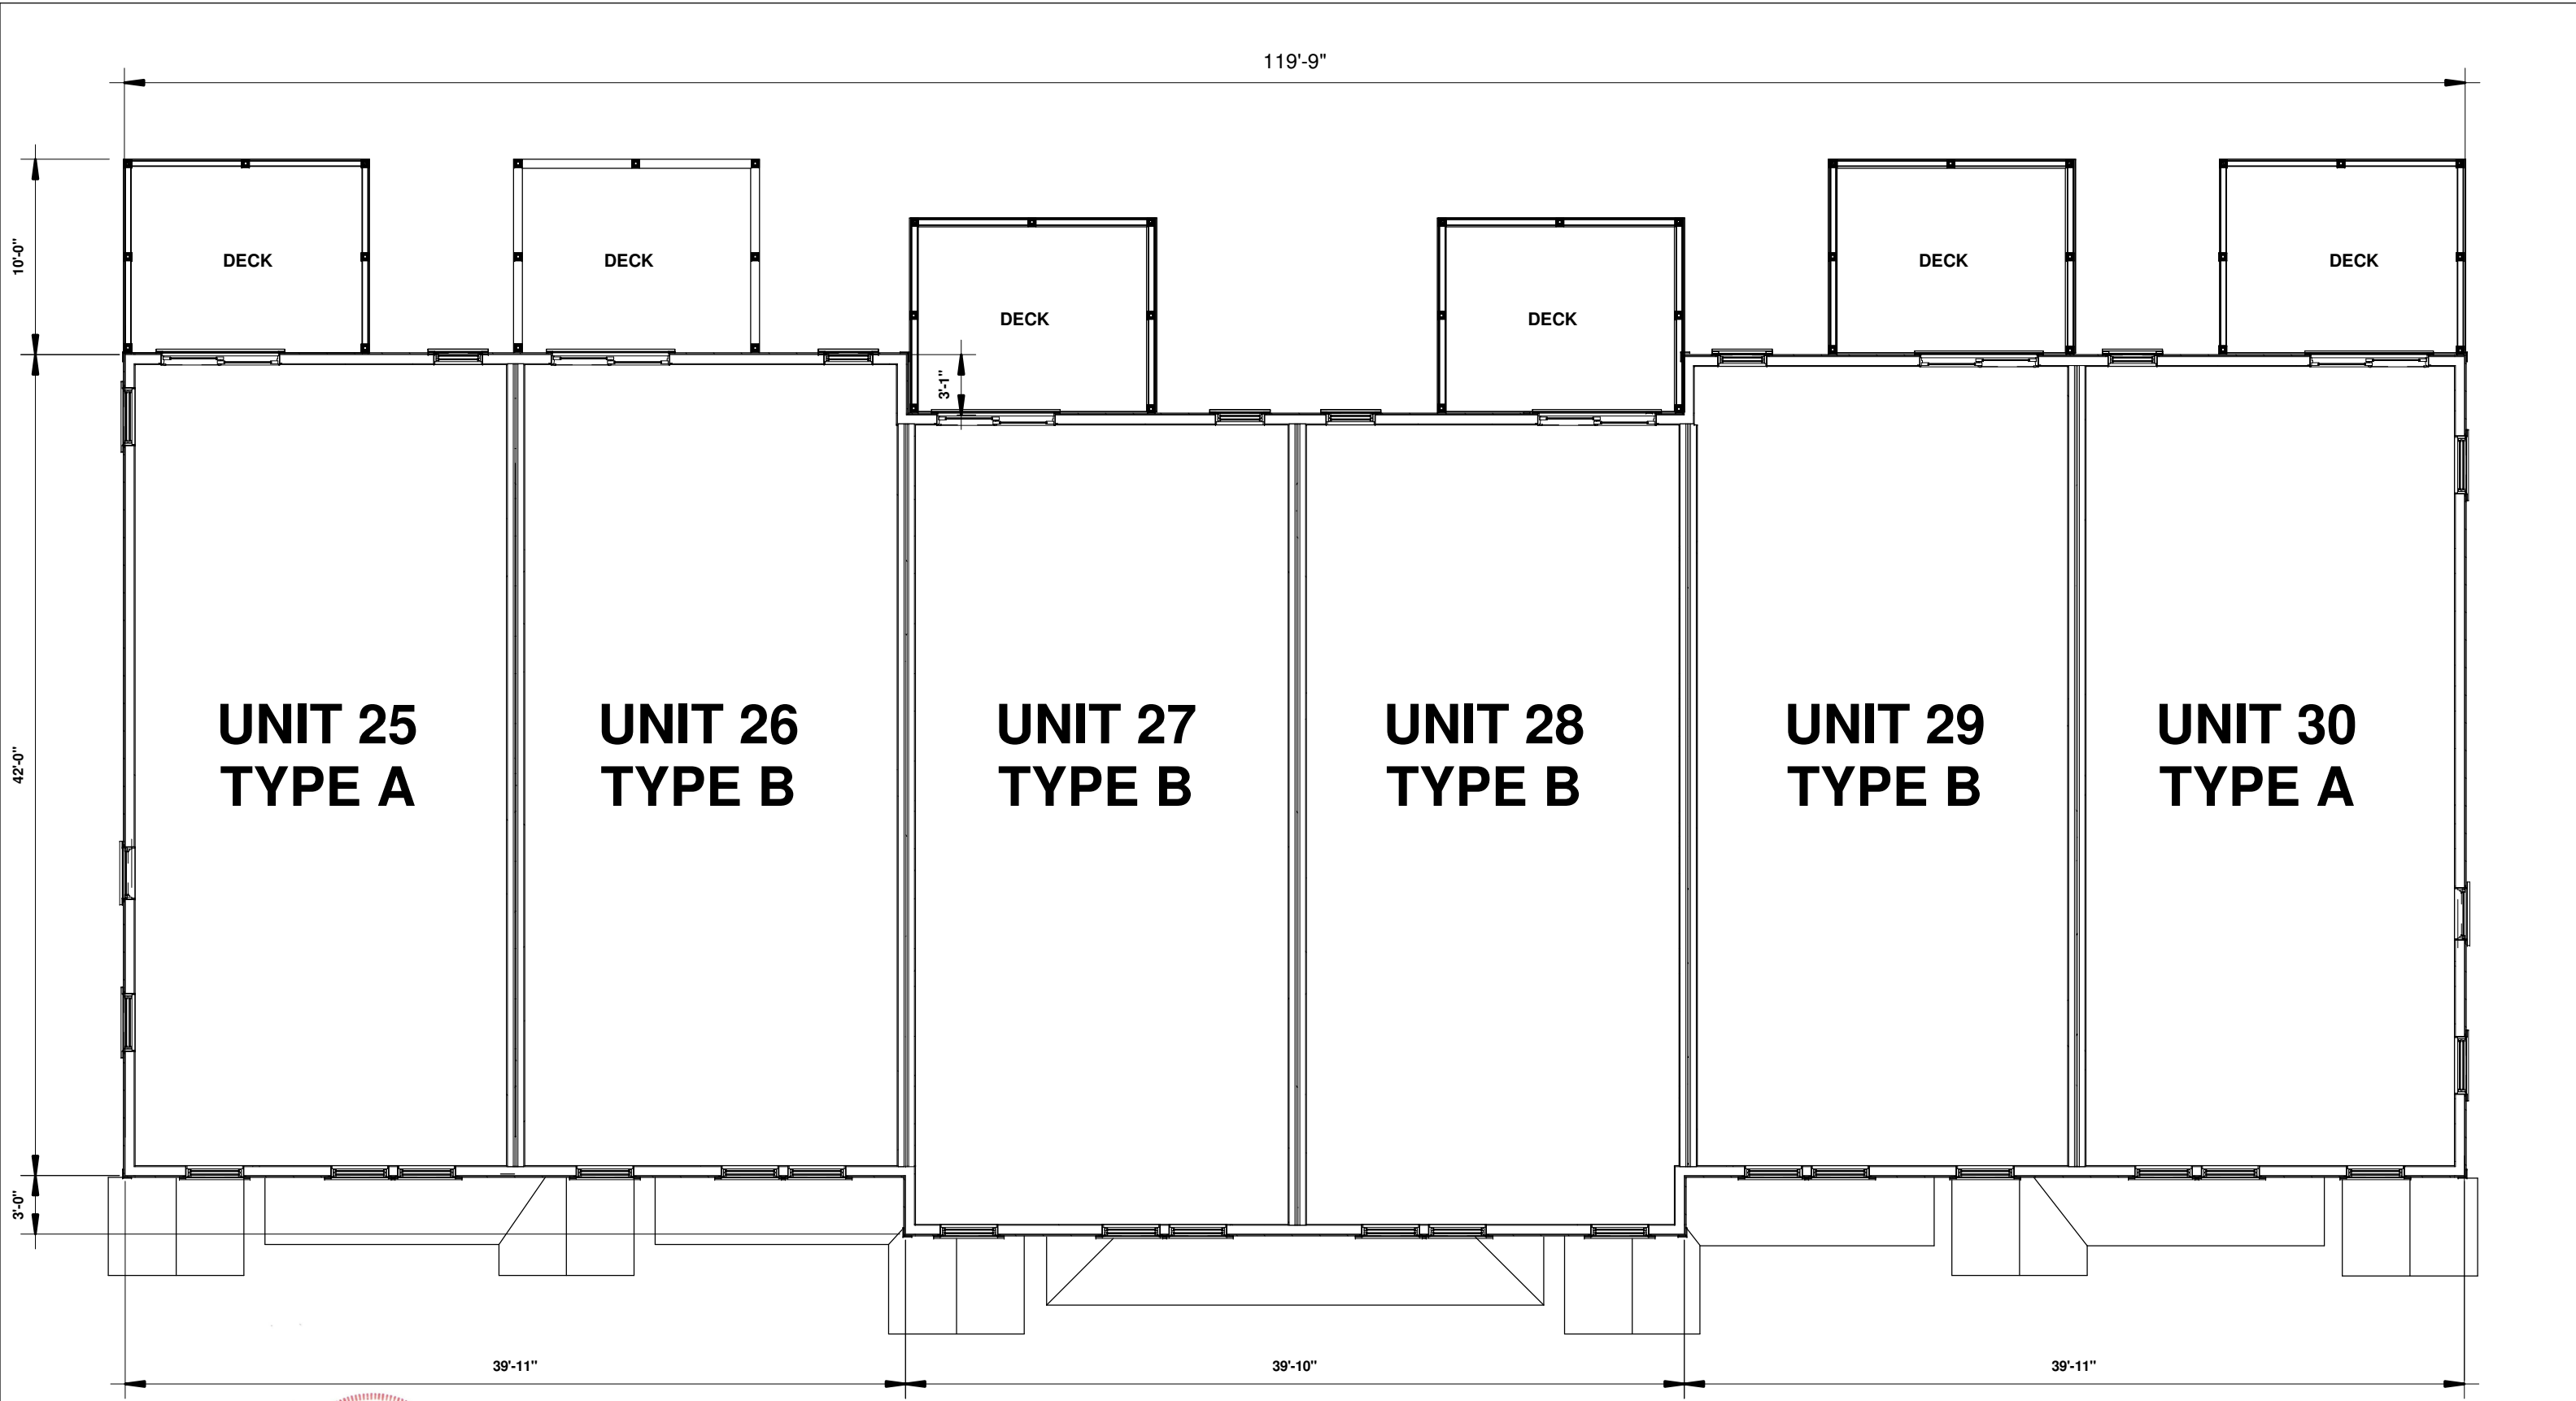 119'-9"
10'-0"
DECK
DECK
DECK
DECK
DECK
DECK
3'-1"
42'-0"
UNIT 25
TYPE A
UNIT 26
TYPE B
UNIT 27
TYPE B
UNIT 28
TYPE B
UNIT 29
TYPE B
UNIT 30
TYPE A
3'-0"
39'-11"
39'-10"
39'-11"